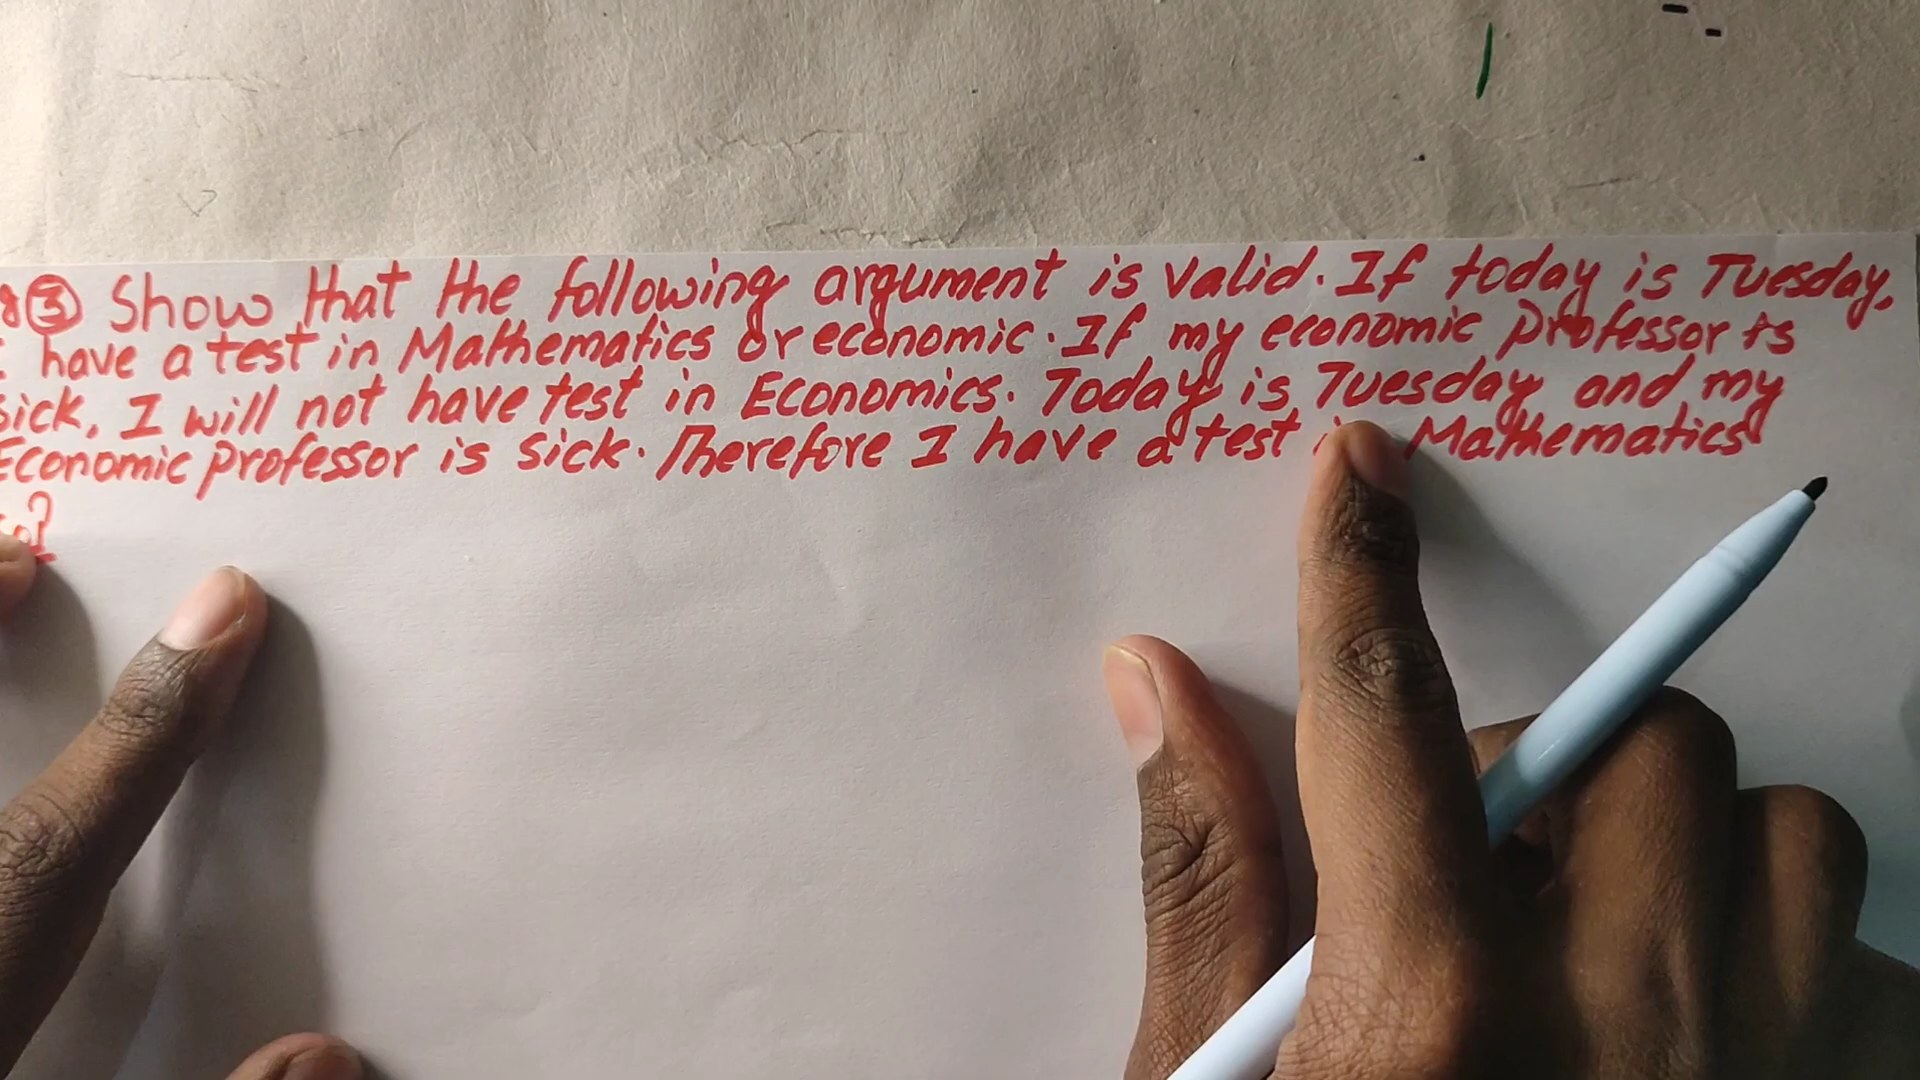 ③ Show that the following argument is valid. If today is Tuesday,
I have a test in Mathematics or economic. If my economic professor is
sick, I will not have test in Economics. Today is Tuesday and my
Economic professor is sick. Therefore I have a test Mathematics